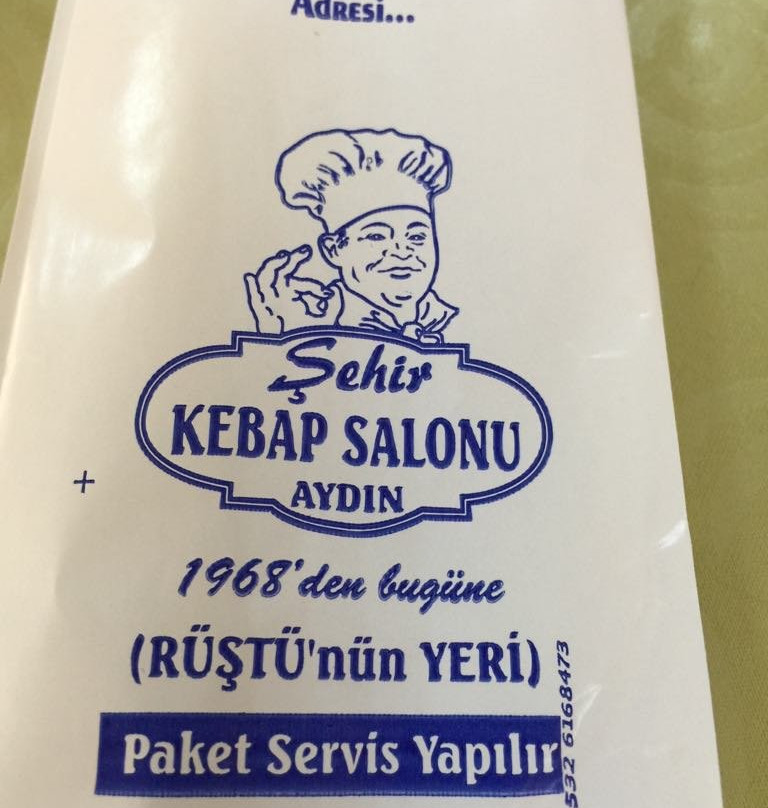 ADRESİ...
Şehir
KEBAP SALONU
AYDIN
1968'den bugüne
(RÜŞTÜ'nün YERİ)
Paket Servis Yapılır
532 6168473